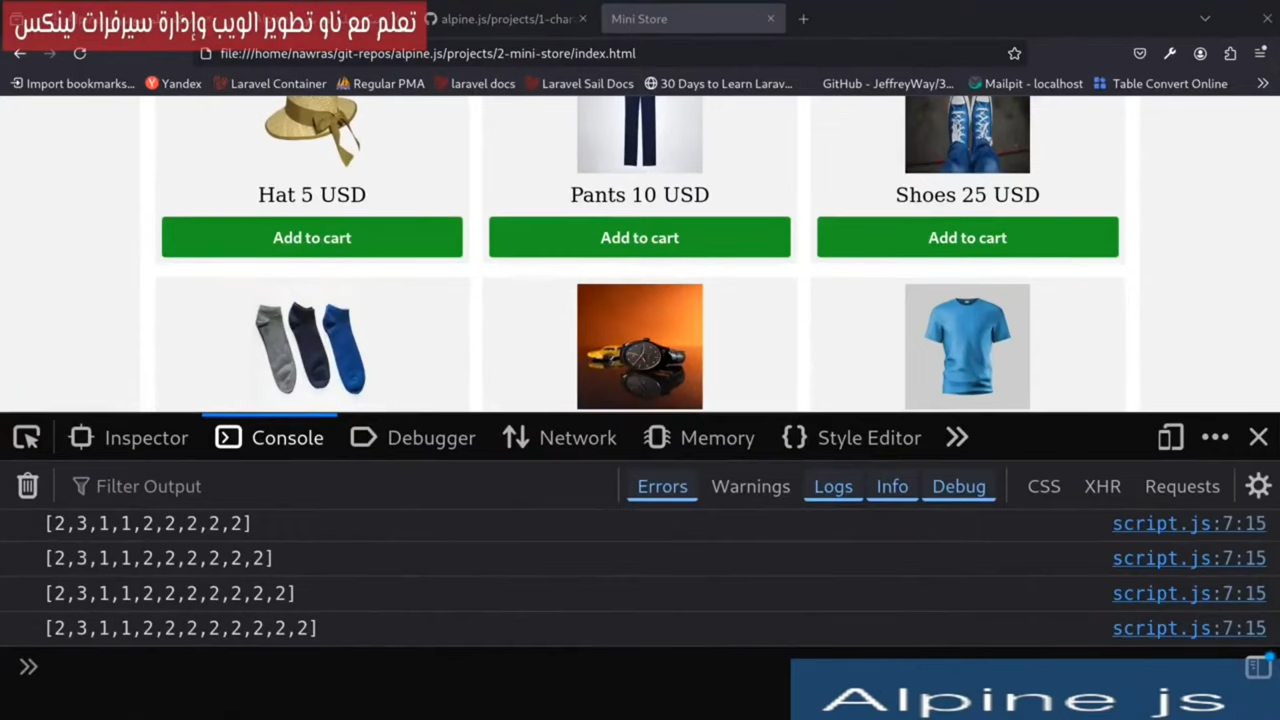 تعلم مع ناو تطوير الويب وإدارة سيرفرات لينكس
alpine.js/projects/1-char
Mini Store
file:///home/nawras/git-repos/alpine.js/projects/2-mini-store/index.html
Import bookmarks...
Yandex
Laravel Container
Regular PMA
laravel docs
Laravel Sail Docs
30 Days to Learn Larav...
GitHub - JeffreyWay/3...
Mailpit - localhost
Table Convert Online
Hat 5 USD
Pants 10 USD
Shoes 25 USD
Add to cart
Add to cart
Add to cart
Inspector
Console
Debugger
Network
Memory
Style Editor
Filter Output
Errors
Warnings
Logs
Info
Debug
CSS
XHR
Requests
[2,3,1,1,2,2,2,2,2] script.js:7:15
[2,3,1,1,2,2,2,2,2,2] script.js:7:15
[2,3,1,1,2,2,2,2,2,2,2] script.js:7:15
[2,3,1,1,2,2,2,2,2,2,2,2] script.js:7:15
Alpine js